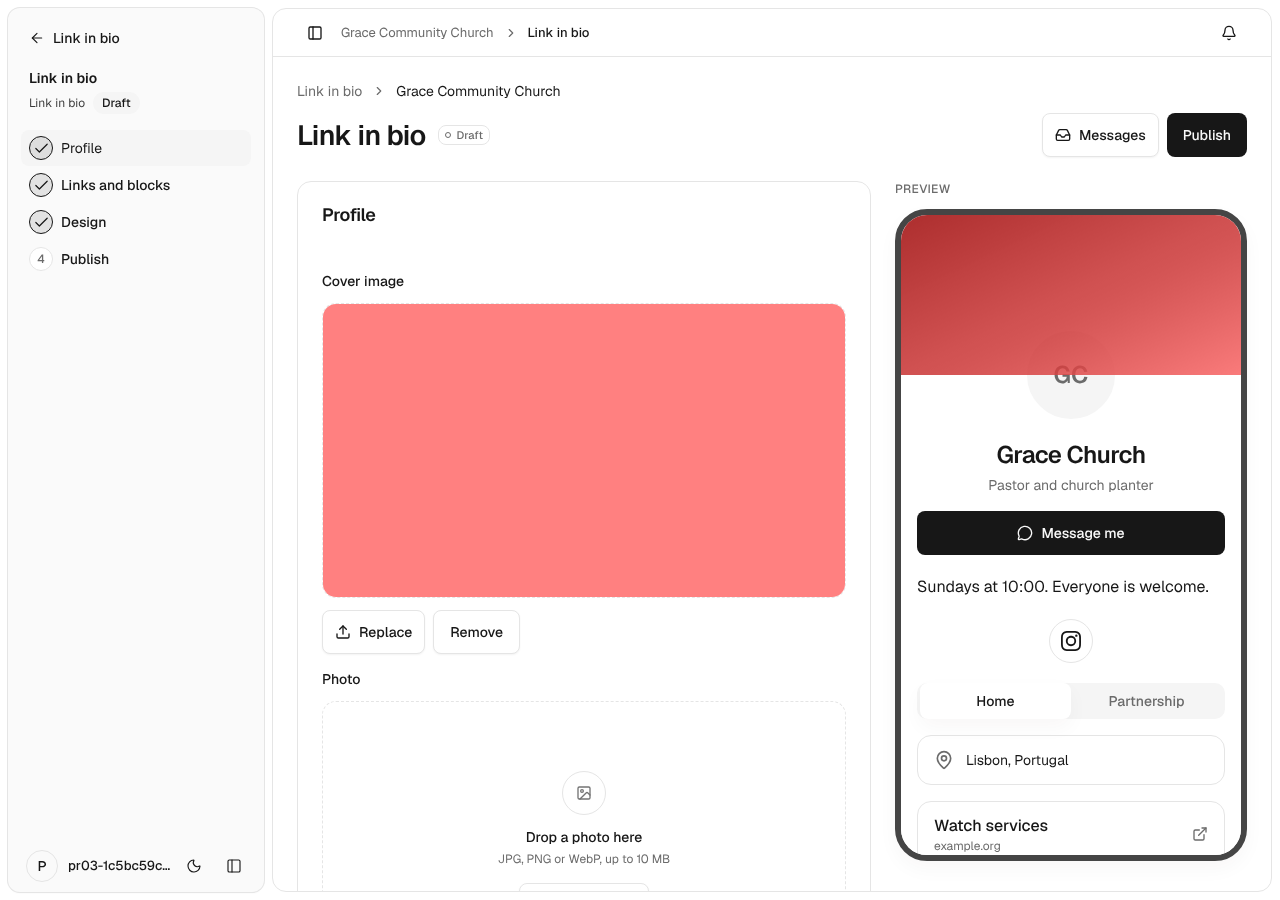 Link in bio
Link in bio
Link in bio Draft
Profile
Links and blocks
Design
4 Publish
P pr03-1c5bc59c...
Grace Community Church Link in bio
Link in bio Grace Community Church
Link in bio Draft
Messages Publish
Profile
Cover image
Replace Remove
Photo
Drop a photo here
JPG, PNG or WebP, up to 10 MB
PREVIEW
GC
Grace Church
Pastor and church planter
Message me
Sundays at 10:00. Everyone is welcome.
Home Partnership
Lisbon, Portugal
Watch services
example.org